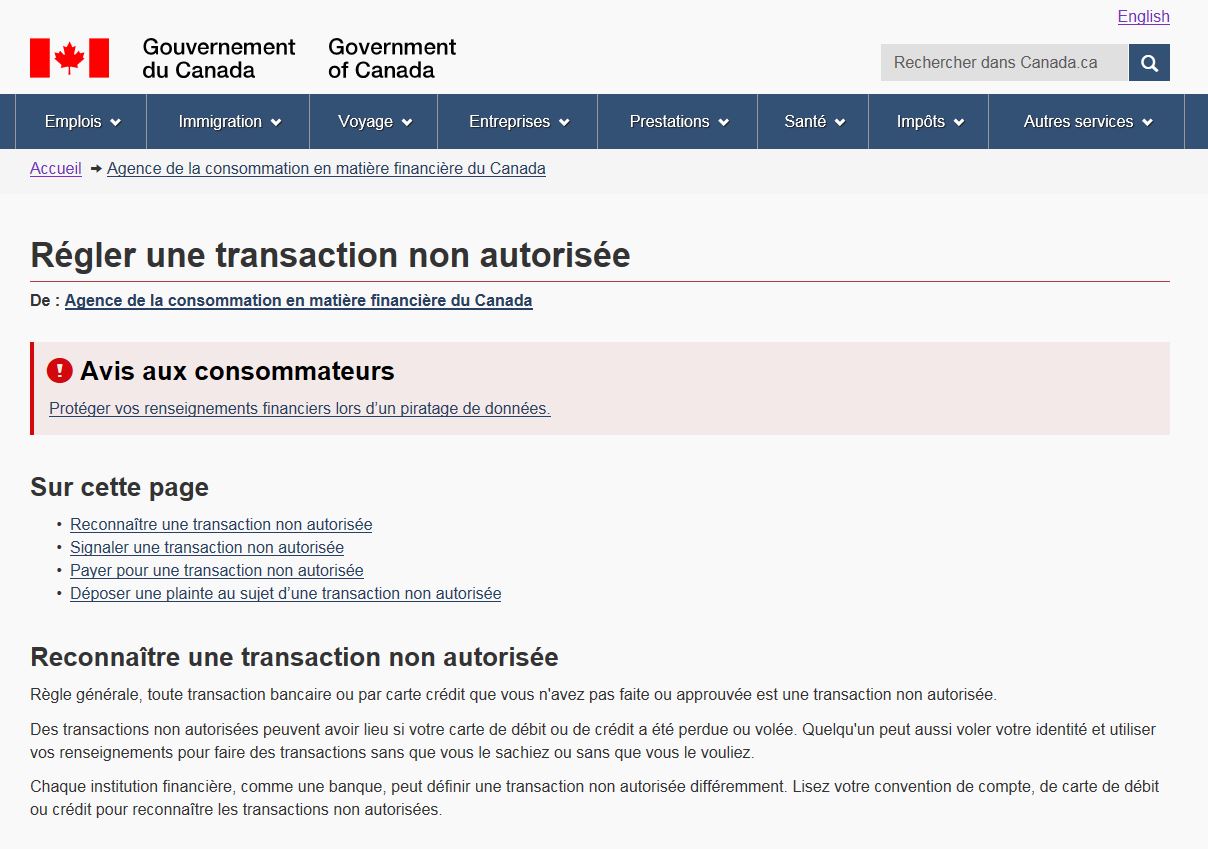 English
Gouvernement du Canada
Government of Canada
Rechercher dans Canada.ca
Emplois Immigration Voyage Entreprises Prestations Santé Impôts Autres services
Accueil ➔ Agence de la consommation en matière financière du Canada
Régler une transaction non autorisée
De : Agence de la consommation en matière financière du Canada
Avis aux consommateurs
Protéger vos renseignements financiers lors d’un piratage de données.
Sur cette page
• Reconnaître une transaction non autorisée
• Signaler une transaction non autorisée
• Payer pour une transaction non autorisée
• Déposer une plainte au sujet d’une transaction non autorisée
Reconnaître une transaction non autorisée
Règle générale, toute transaction bancaire ou par carte crédit que vous n'avez pas faite ou approuvée est une transaction non autorisée.
Des transactions non autorisées peuvent avoir lieu si votre carte de débit ou de crédit a été perdue ou volée. Quelqu'un peut aussi voler votre identité et utiliser
vos renseignements pour faire des transactions sans que vous le sachiez ou sans que vous le vouliez.
Chaque institution financière, comme une banque, peut définir une transaction non autorisée différemment. Lisez votre convention de compte, de carte de débit
ou crédit pour reconnaître les transactions non autorisées.